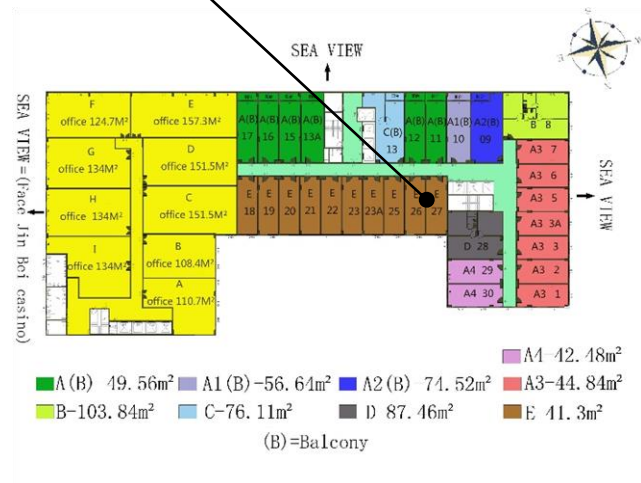 SEA VIEW
SEA VIEW=(Face Jin Bei casino)
F
office 124.7M²
E
office 157.3M²
G
office 134M²
D
office 151.5M²
H
office 134M²
C
office 151.5M²
I
office 134M²
B
office 108.4M²
A
office 110.7M²
A(B) 17
A(B) 16
A(B) 15
A(B) 13A
C(B) 13
A(B) 12
A(B) 11
A1(B) 10
A2(B) 09
B 8
E 18
E 19
E 20
E 21
E 22
E 23
E 23A
E 25
E 26
E 27
A3 7
A3 6
A3 5
A3 3A
A3 3
A3 2
A3 1
D 28
A4 29
A4 30
SEA VIEW
A4-42.48m²
A(B) 49.56m² A1(B)-56.64m² A2(B)-74.52m² A3-44.84m²
B-103.84m² C-76.11m² D 87.46m² E 41.3m²
(B)=Balcony